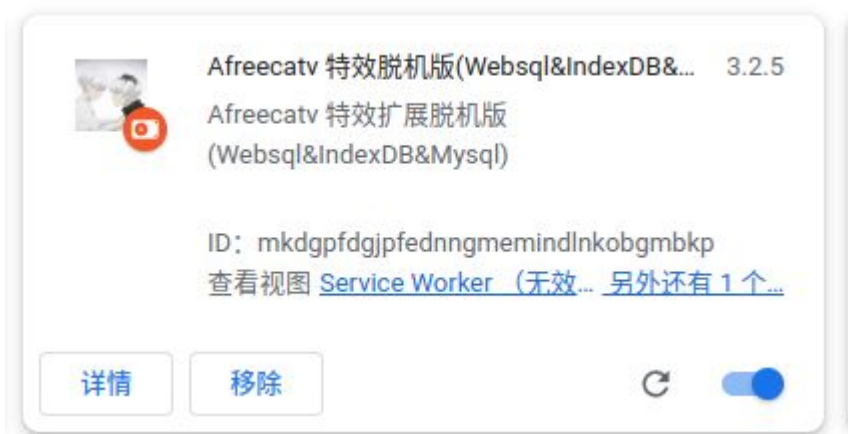 Afreecatv 特效脱机版(Websql&IndexDB&... 3.2.5
Afreecatv 特效扩展脱机版
(Websql&IndexDB&Mysql)
ID：mkdgpfdgjpfednngmemindlnkobgmbkp
查看视图 Service Worker （无效... 另外还有 1 个...
详情 移除